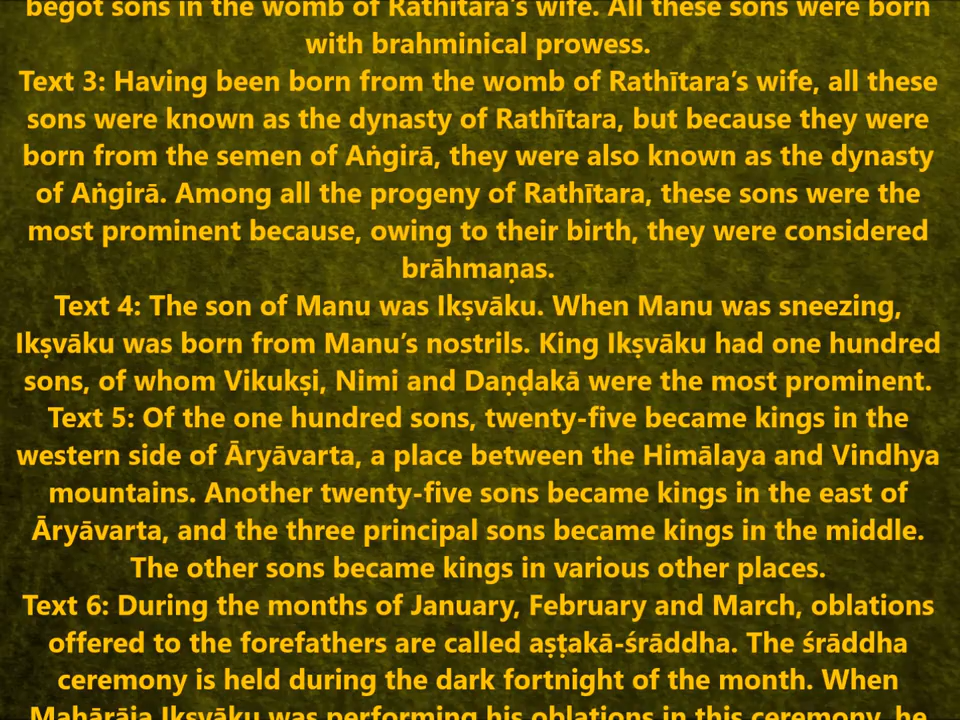 begot sons in the womb of Rathītara’s wife. All these sons were born
with brahminical prowess.
Text 3: Having been born from the womb of Rathītara’s wife, all these
sons were known as the dynasty of Rathītara, but because they were
born from the semen of Aṅgirā, they were also known as the dynasty
of Aṅgirā. Among all the progeny of Rathītara, these sons were the
most prominent because, owing to their birth, they were considered
brāhmaṇas.
Text 4: The son of Manu was Ikṣvāku. When Manu was sneezing,
Ikṣvāku was born from Manu’s nostrils. King Ikṣvāku had one hundred
sons, of whom Vikukṣi, Nimi and Daṇḍakā were the most prominent.
Text 5: Of the one hundred sons, twenty-five became kings in the
western side of Āryāvarta, a place between the Himālaya and Vindhya
mountains. Another twenty-five sons became kings in the east of
Āryāvarta, and the three principal sons became kings in the middle.
The other sons became kings in various other places.
Text 6: During the months of January, February and March, oblations
offered to the forefathers are called aṣṭakā-śrāddha. The śrāddha
ceremony is held during the dark fortnight of the month. When
Mahārāja Ikṣvāku was performing his oblations in this ceremony, he